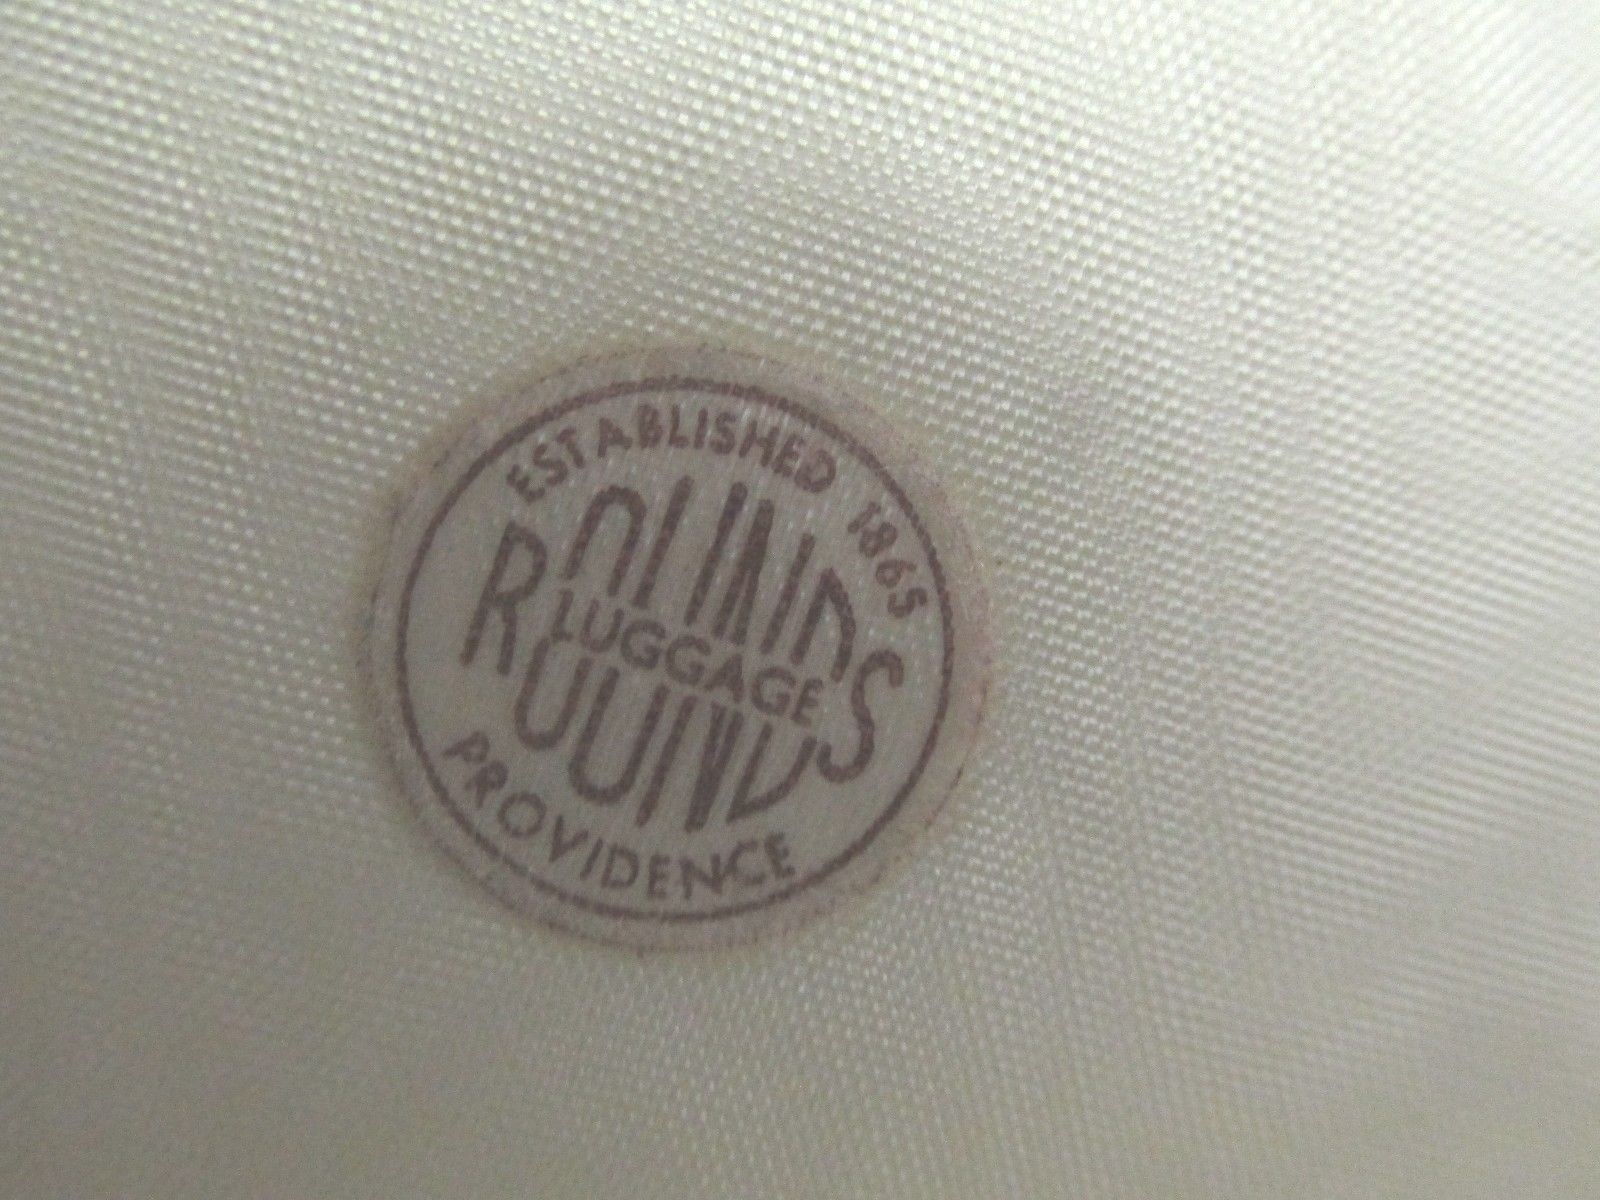 ESTABLISHED 1865
ROUNDS
LUGGAGE
PROVIDENCE